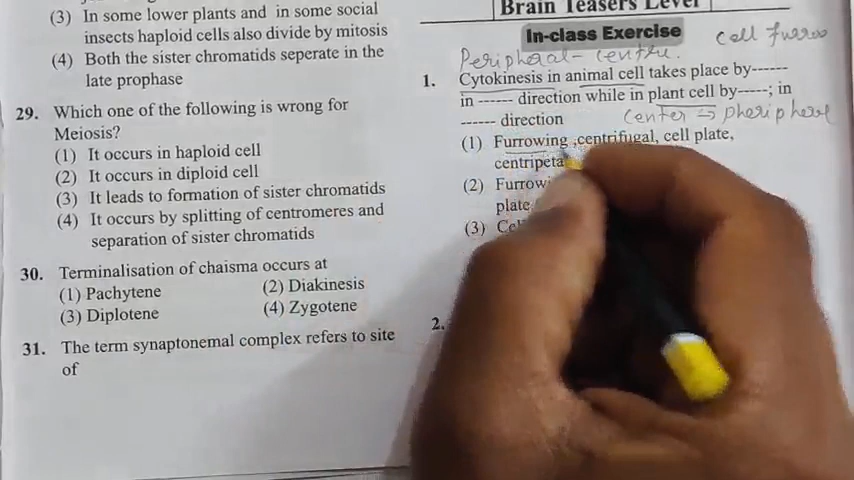 (3) In some lower plants and in some social
insects haploid cells also divide by mitosis
(4) Both the sister chromatids seperate in the
late prophase
29. Which one of the following is wrong for
Meiosis?
(1) It occurs in haploid cell
(2) It occurs in diploid cell
(3) It leads to formation of sister chromatids
(4) It occurs by splitting of centromeres and
separation of sister chromatids
30. Terminalisation of chaisma occurs at
(1) Pachytene (2) Diakinesis
(3) Diplotene (4) Zygotene
31. The term synaptonemal complex refers to site
of
Brain Teasers Level
In-class Exercise
cell furrow
Peripheral - centre.
1. Cytokinesis in animal cell takes place by------
in ------ direction while in plant cell by-----; in
------ direction
center → pheripheral
(1) Furrowing ,centrifugal, cell plate,
centripeta
(2) Furrowi
plate
(3) Cel
2.